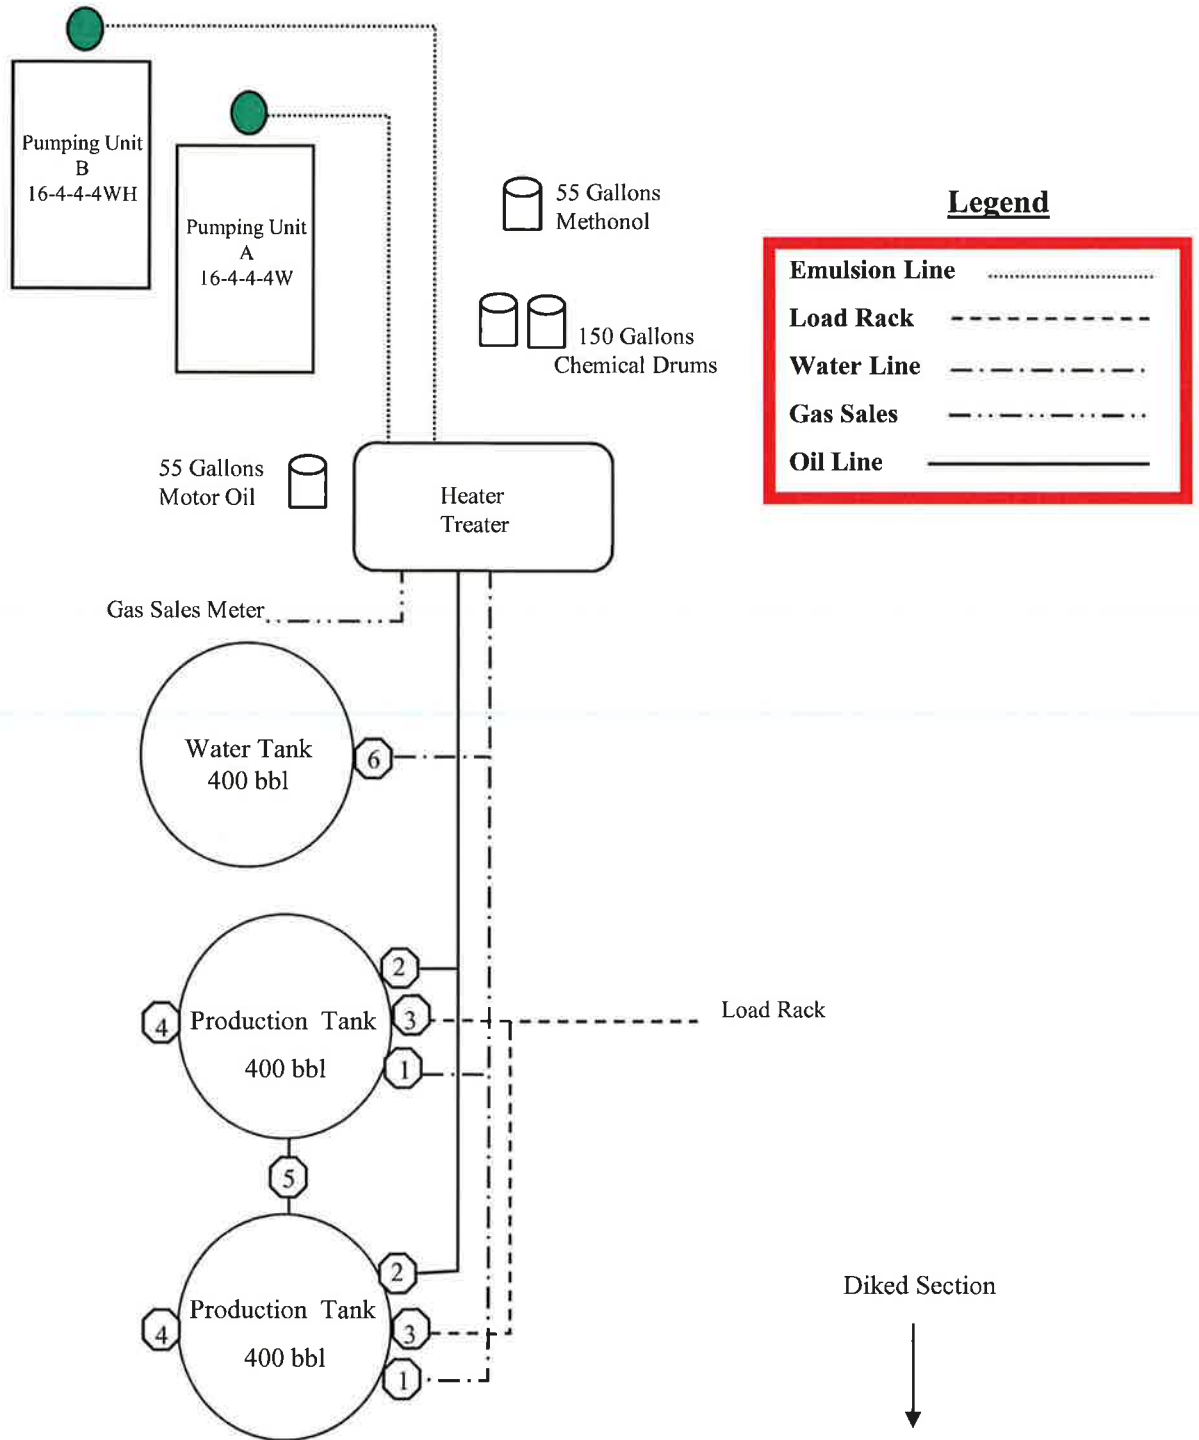 Pumping Unit
B
16-4-4-4WH
Pumping Unit
A
16-4-4-4W
55 Gallons
Methonol
150 Gallons
Chemical Drums
Legend
Emulsion Line
Load Rack
Water Line
Gas Sales
Oil Line
55 Gallons
Motor Oil
Heater
Treater
Gas Sales Meter
Water Tank
400 bbl
6
2
4
Production Tank
400 bbl
3
1
Load Rack
5
2
4
Production Tank
400 bbl
3
1
Diked Section